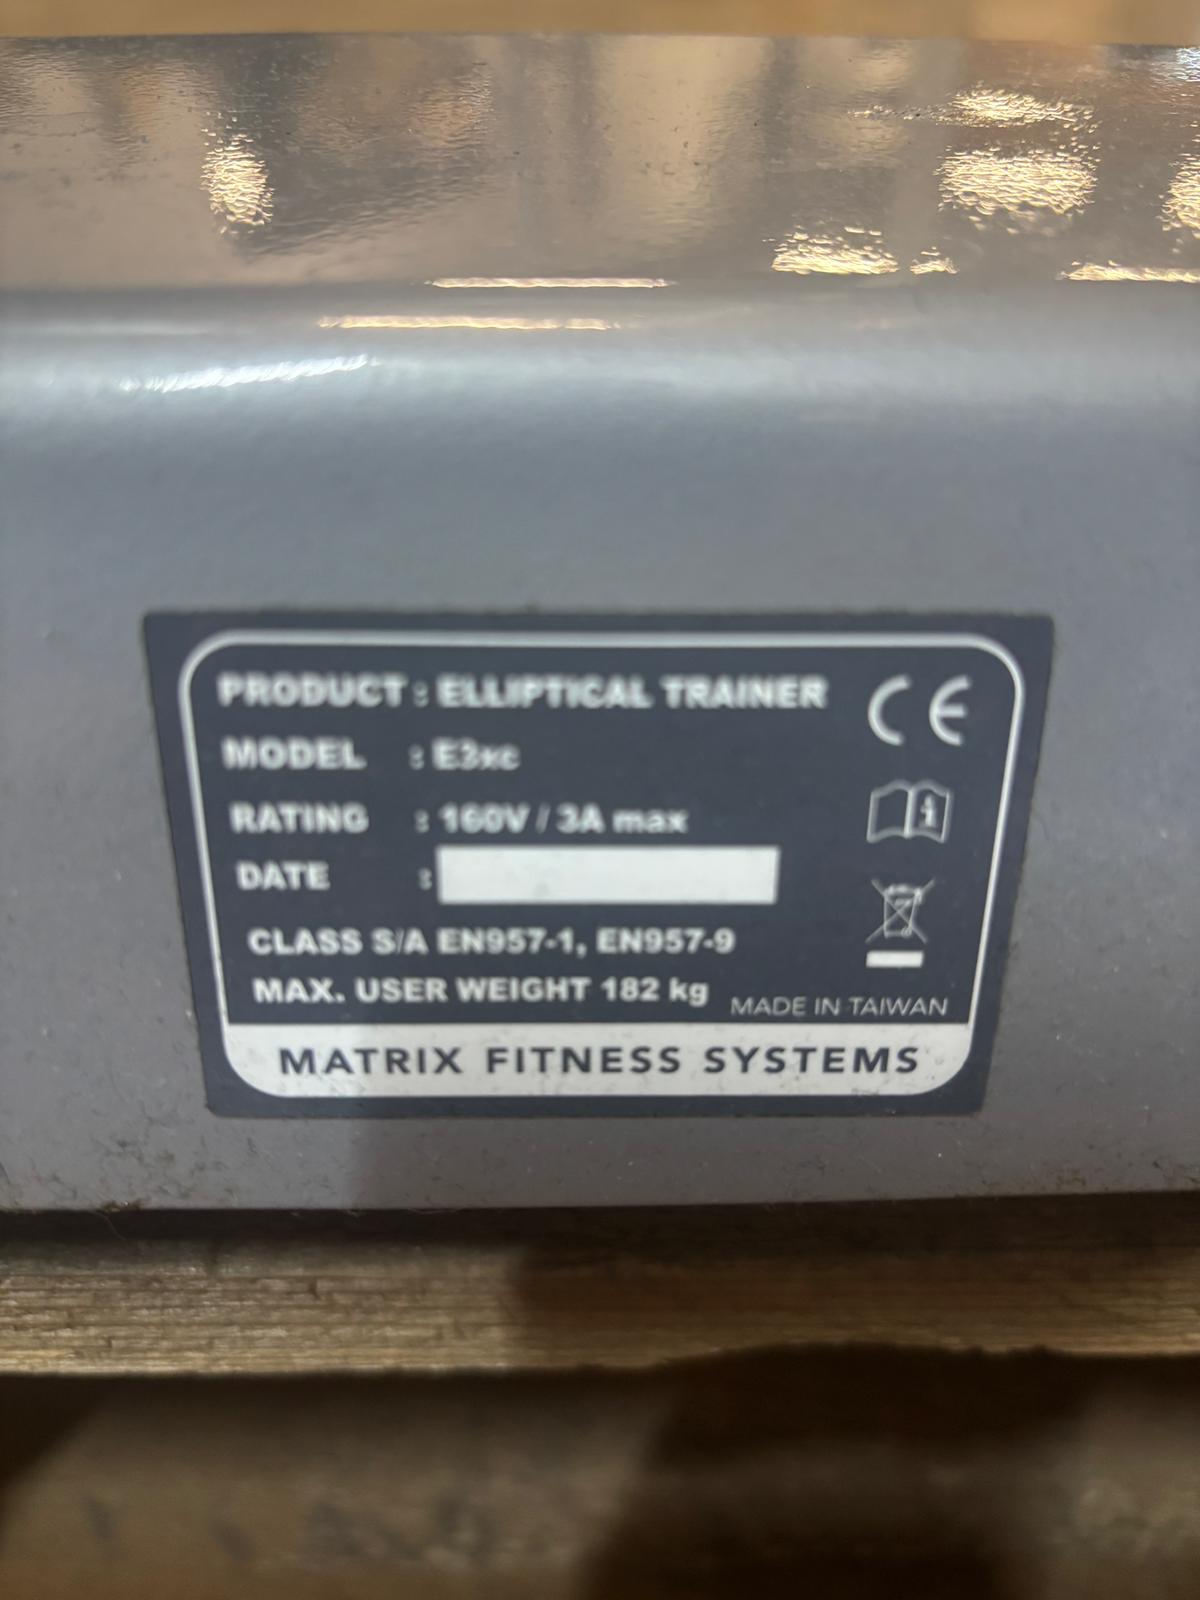 PRODUCT : ELLIPTICAL TRAINER
MODEL : E3xc
RATING : 160V / 3A max
DATE :
CLASS S/A EN957-1, EN957-9
MAX. USER WEIGHT 182 kg
MADE IN TAIWAN
MATRIX FITNESS SYSTEMS
CE